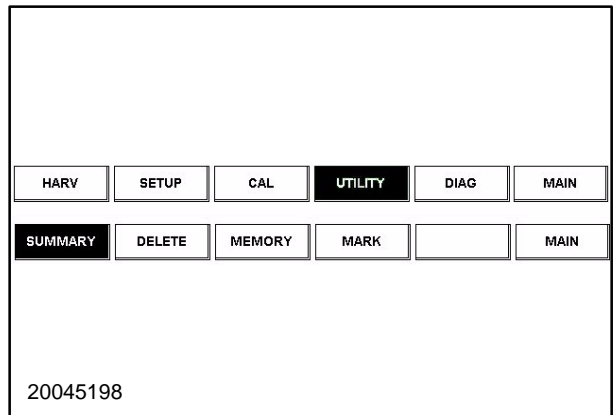 HARV SETUP CAL UTILITY DIAG MAIN
SUMMARY DELETE MEMORY MARK MAIN
20045198